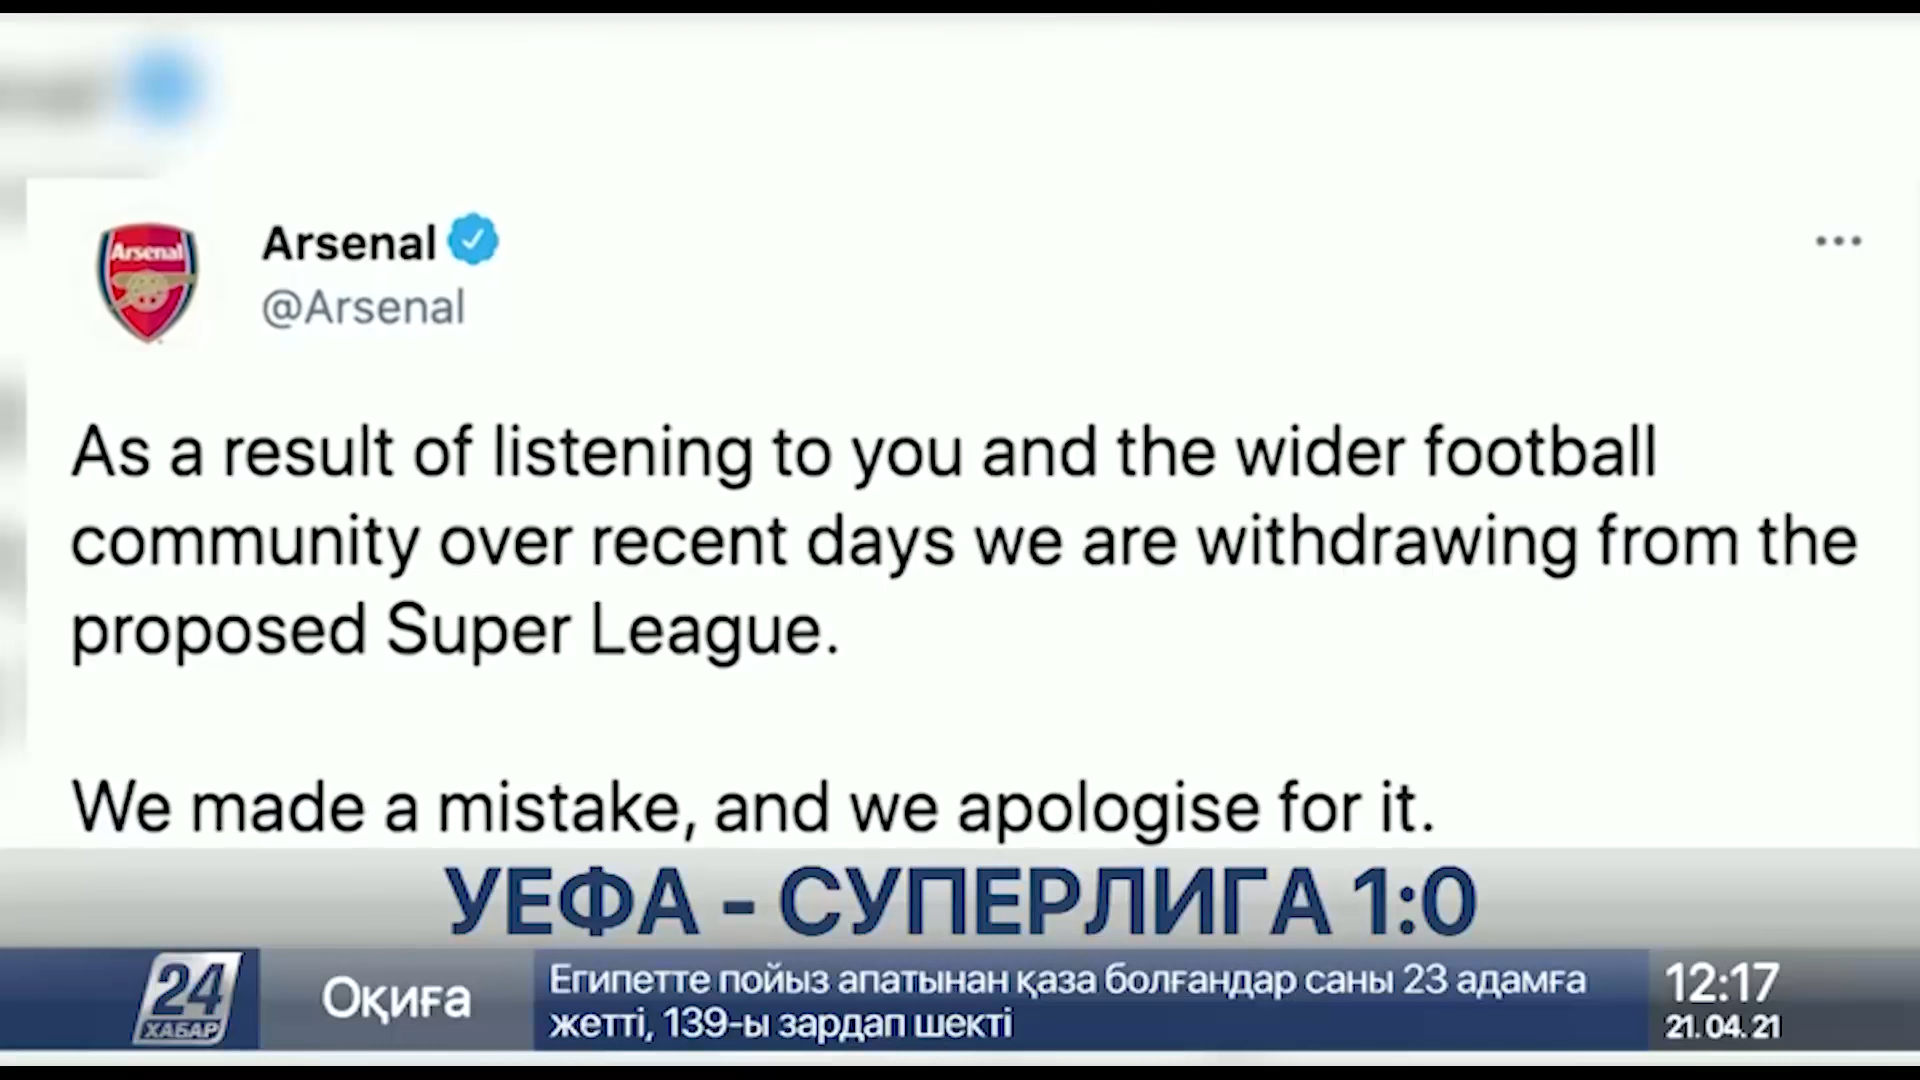 Arsenal
Arsenal
@Arsenal
As a result of listening to you and the wider football
community over recent days we are withdrawing from the
proposed Super League.
We made a mistake, and we apologise for it.
УЕФА - СУПЕРЛИГА 1:0
24
ХАБАР
Оқиға
Египетте пойыз апатынан қаза болғандар саны 23 адамға
жетті, 139-ы зардап шекті
12:17
21.04.21